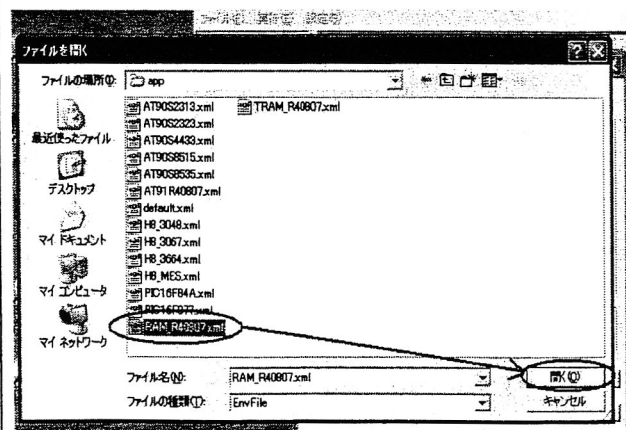 ファイルを開く
ファイルの場所(I):
app
最近使ったファイル
デスクトップ
マイ ドキュメント
マイ コンピュータ
マイ ネットワーク
AT90S2313.xml
AT90S2323.xml
AT90S4433.xml
AT90S8515.xml
AT90S8535.xml
AT91R40807.xml
default.xml
H8_3048.xml
H8_3067.xml
H8_3664.xml
H8_MES.xml
PIC16F84A.xml
PIC16F877.xml
RAM_R40807.xml
TRAM_R40807.xml
ファイル名(N):
RAM_R40807.xml
開く(O)
ファイルの種類(T):
EnvFile
キャンセル